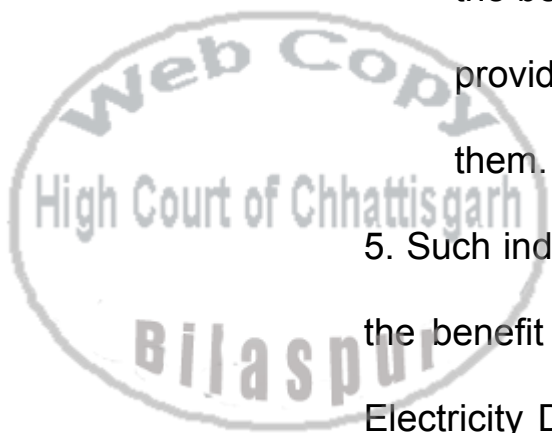 the be
provid
them.
5. Such ind
the benefit
Electricity D
Web Copy
High Court of Chhattisgarh
Bilaspur